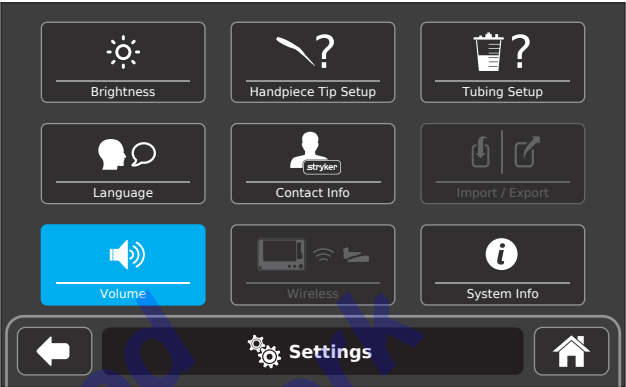 Brightness
Handpiece Tip Setup
Tubing Setup
Language
stryker
Contact Info
Import / Export
Volume
Wireless
System Info
Settings